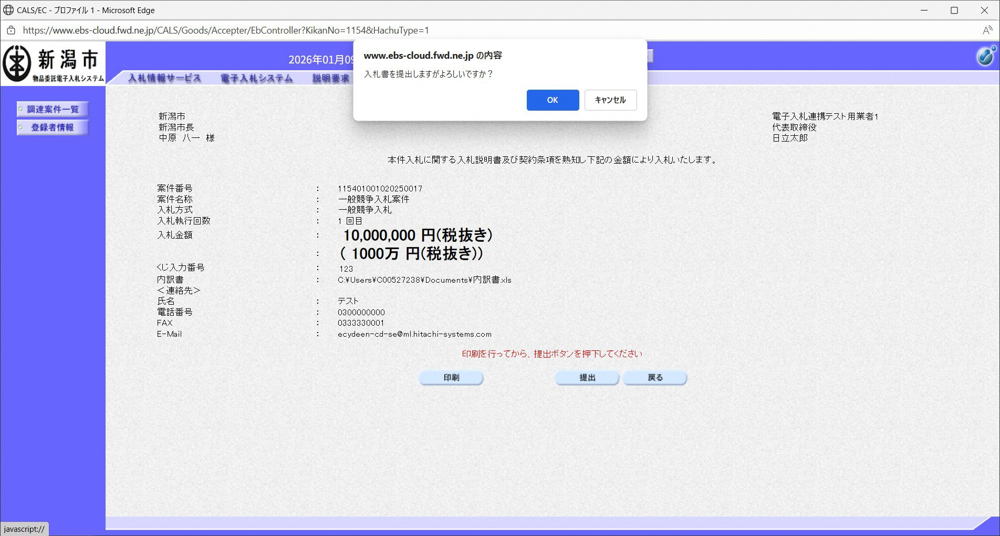 CALS/EC - プロファイル 1 - Microsoft Edge
https://www.ebs-cloud.fwd.ne.jp/CALS/Goods/Accepter/EbController?KikanNo=1154&HachuType=1
新潟市
物品委託電子入札システム
2026年01月09
入札情報サービス 電子入札システム 説明要求
www.ebs-cloud.fwd.ne.jp の内容
入札書を提出しますがよろしいですか？
OK キャンセル
調達案件一覧
登録者情報
新潟市
新潟市長
中原 八一 様
電子入札連携テスト用業者1
代表取締役
日立太郎
本件入札に関する入札説明書及び契約条項を熟知し下記の金額により入札いたします。
案件番号 : 115401001020250017
案件名称 : 一般競争入札案件
入札方式 : 一般競争入札
入札執行回数 : 1 回目
入札金額 : 10,000,000 円(税抜き)
: ( 1000万 円(税抜き))
くじ入力番号 : 123
内訳書 : C:¥Users¥C00527238¥Documents¥内訳書.xls
＜連絡先＞
氏名 : テスト
電話番号 : 0300000000
FAX : 0333330001
E-Mail : ecydeen-cd-se@ml.hitachi-systems.com
印刷を行ってから、提出ボタンを押下してください
印刷 提出 戻る
javascript://